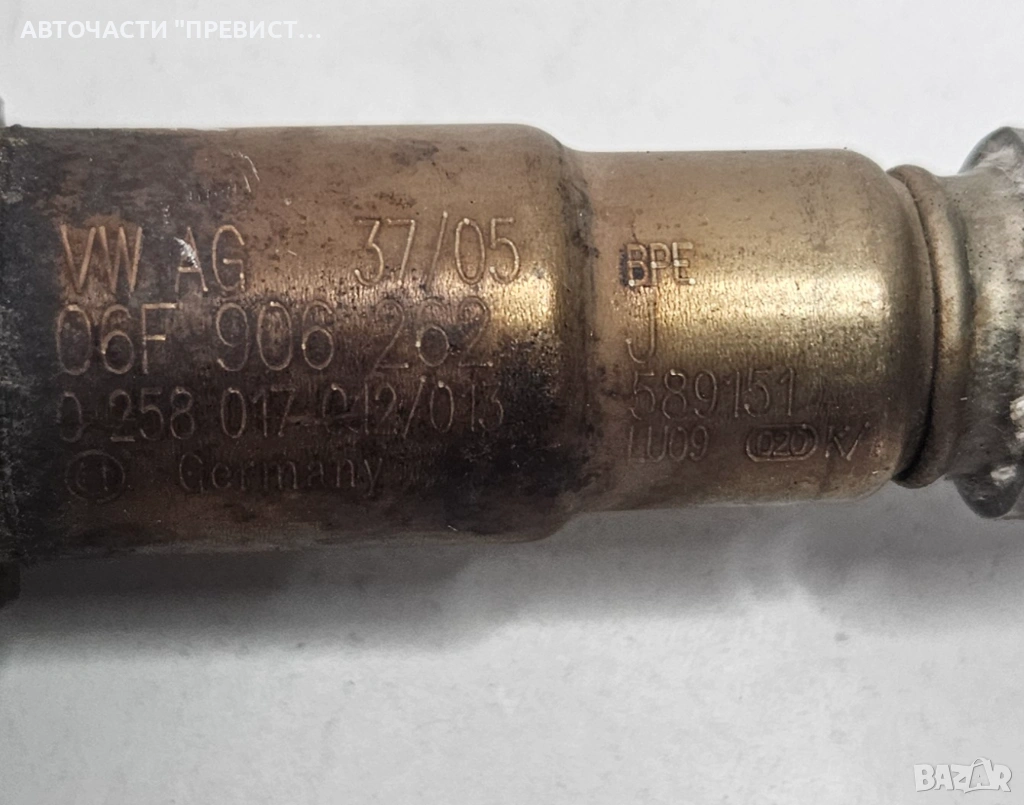 АВТОЧАСТИ "ПРЕВИСТ...
VW AG 37/05
06F 906 262
0 258 017 012/013
Germany
BPE
J
589151
LU09
BAZAR